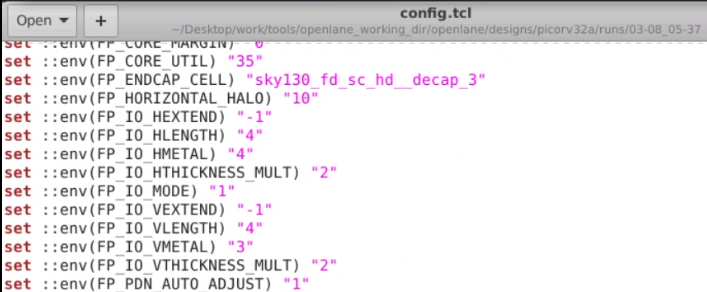 Open
+
config.tcl
~/Desktop/work/tools/openlane_working_dir/openlane/designs/picorv32a/runs/03-08_05-37
set ::env(FP_CORE_MARGIN) "0"
set ::env(FP_CORE_UTIL) "35"
set ::env(FP_ENDCAP_CELL) "sky130_fd_sc_hd__decap_3"
set ::env(FP_HORIZONTAL_HALO) "10"
set ::env(FP_IO_HEXTEND) "-1"
set ::env(FP_IO_HLENGTH) "4"
set ::env(FP_IO_HMETAL) "4"
set ::env(FP_IO_HTHICKNESS_MULT) "2"
set ::env(FP_IO_MODE) "1"
set ::env(FP_IO_VEXTEND) "-1"
set ::env(FP_IO_VLENGTH) "4"
set ::env(FP_IO_VMETAL) "3"
set ::env(FP_IO_VTHICKNESS_MULT) "2"
set ::env(FP_PDN_AUTO_ADJUST) "1"